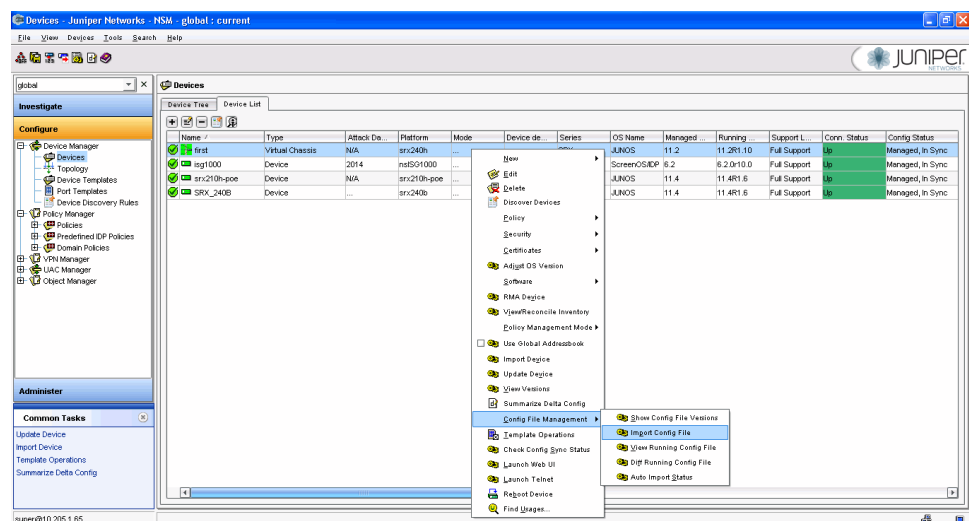 Devices - Juniper Networks - NSM - global : current
File View Devices Tools Search Help
JUNIPER
NETWORKS
global
Investigate
Configure
Device Manager
Devices
Topology
Device Templates
Port Templates
Device Discovery Rules
Policy Manager
Policies
Predefined IDP Policies
Domain Policies
VPN Manager
UAC Manager
Object Manager
Administer
Common Tasks
Update Device
Import Device
Template Operations
Summarize Delta Config
Devices
Device Tree Device List
Name Type Attack Da... Platform Mode Device de... Series OS Name Managed ... Running ... Support L... Conn. Status Config Status
first Virtual Chassis N/A srx240h ... JUNOS 11.2 11.2R1.10 Full Support Up Managed, In Sync
isg1000 Device 2014 nsISG1000 ... ScreenOS/IDP 6.2 6.2.0r10.0 Full Support Up Managed, In Sync
srx210h-poe Device N/A srx210h-poe ... JUNOS 11.4 11.4R1.6 Full Support Up Managed, In Sync
SRX_240B Device ... srx240b ... JUNOS 11.4 11.4R1.6 Full Support Up Managed, In Sync
New
Edit
Delete
Discover Devices
Policy
Security
Certificates
Adjust OS Version
Software
RMA Device
View/Reconcile Inventory
Policy Management Mode
Use Global Addressbook
Import Device
Update Device
View Versions
Summarize Delta Config
Config File Management
Template Operations
Check Config Sync Status
Launch Web UI
Launch Telnet
Reboot Device
Find Usages...
Show Config File Versions
Import Config File
View Running Config File
Diff Running Config File
Auto Import Status
super@10.205.1.65